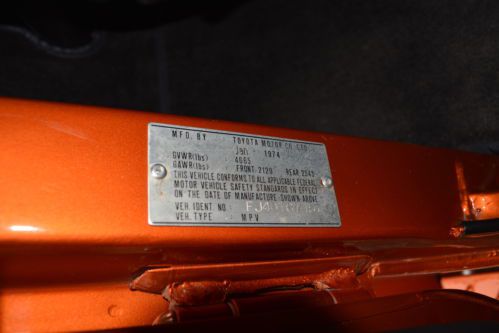 MFD. BY TOYOTA MOTOR CO., LTD.
Jan 1974
GVWR(lbs) 4665
GAWR(lbs) FRONT 2120 REAR 2545
THIS VEHICLE CONFORMS TO ALL APPLICABLE FEDERAL
MOTOR VEHICLE SAFETY STANDARDS IN EFFECT
ON THE DATE OF MANUFACTURE SHOWN ABOVE
VEH. IDENT NO.
VEH. TYPE M.P.V.